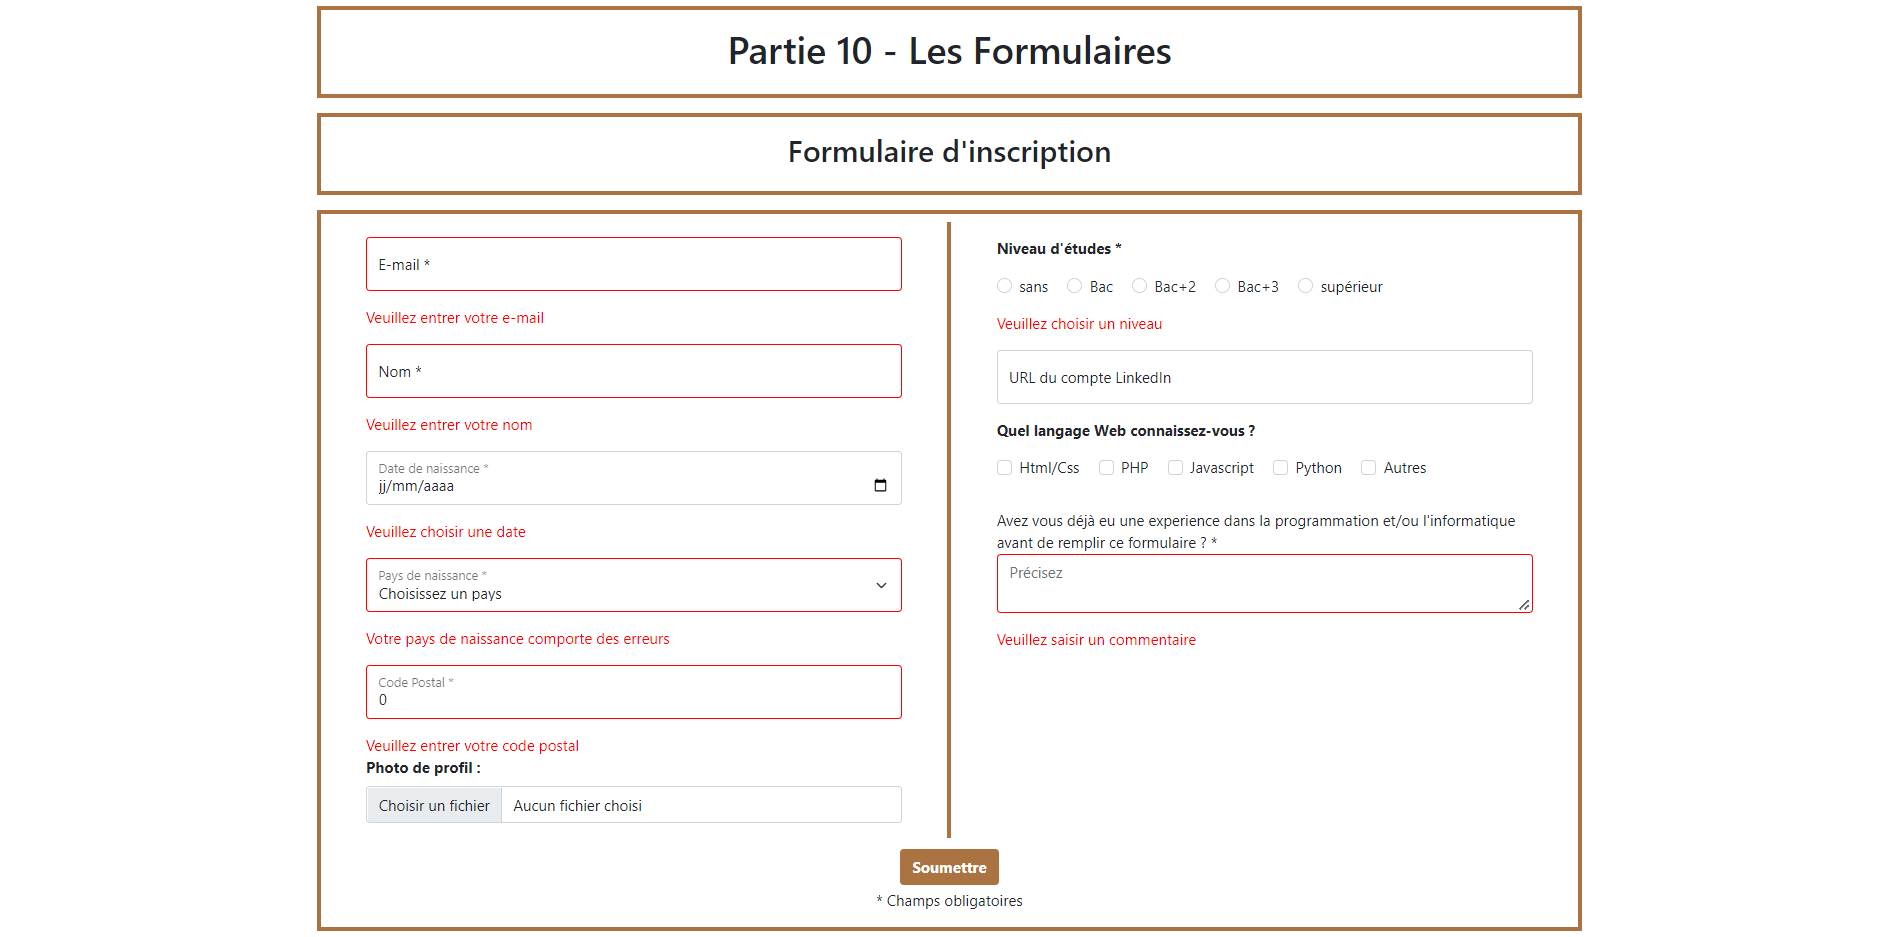 Partie 10 - Les Formulaires
Formulaire d'inscription
E-mail *
Veuillez entrer votre e-mail
Nom *
Veuillez entrer votre nom
Date de naissance *
jj/mm/aaaa
Veuillez choisir une date
Pays de naissance *
Choisissez un pays
Votre pays de naissance comporte des erreurs
Code Postal *
0
Veuillez entrer votre code postal
Photo de profil :
Choisir un fichier Aucun fichier choisi
Niveau d'études *
sans Bac Bac+2 Bac+3 supérieur
Veuillez choisir un niveau
URL du compte LinkedIn
Quel langage Web connaissez-vous ?
Html/Css PHP Javascript Python Autres
Avez vous déjà eu une experience dans la programmation et/ou l'informatique
avant de remplir ce formulaire ? *
Précisez
Veuillez saisir un commentaire
Soumettre
* Champs obligatoires